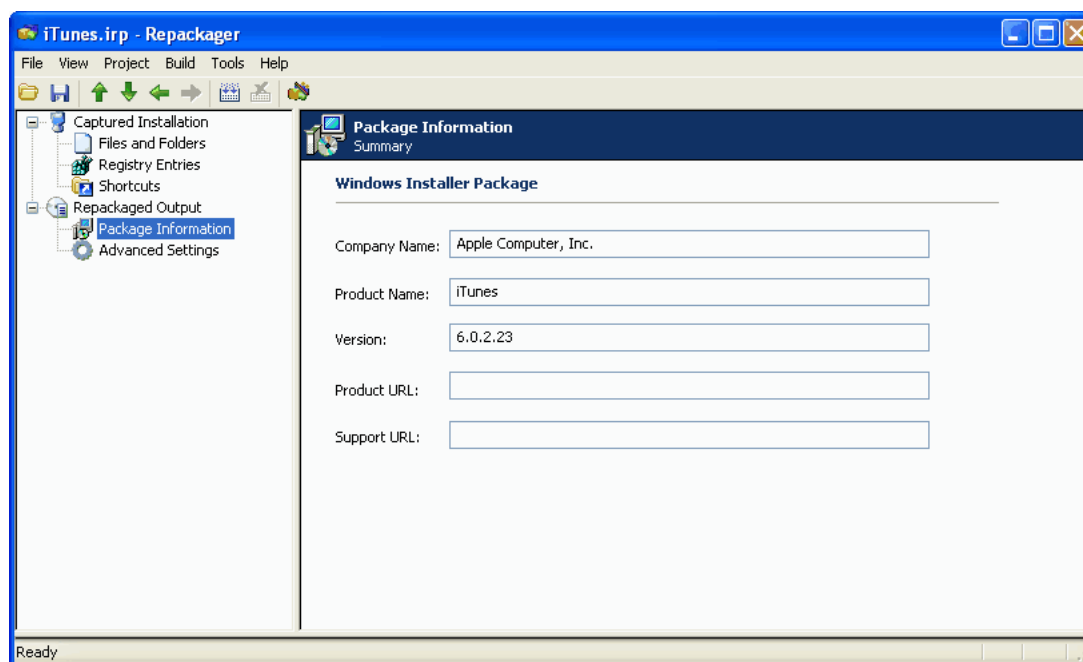 iTunes.irp - Repackager
File View Project Build Tools Help
Captured Installation
Files and Folders
Registry Entries
Shortcuts
Repackaged Output
Package Information
Advanced Settings
Package Information
Summary
Windows Installer Package
Company Name: Apple Computer, Inc.
Product Name: iTunes
Version: 6.0.2.23
Product URL:
Support URL:
Ready